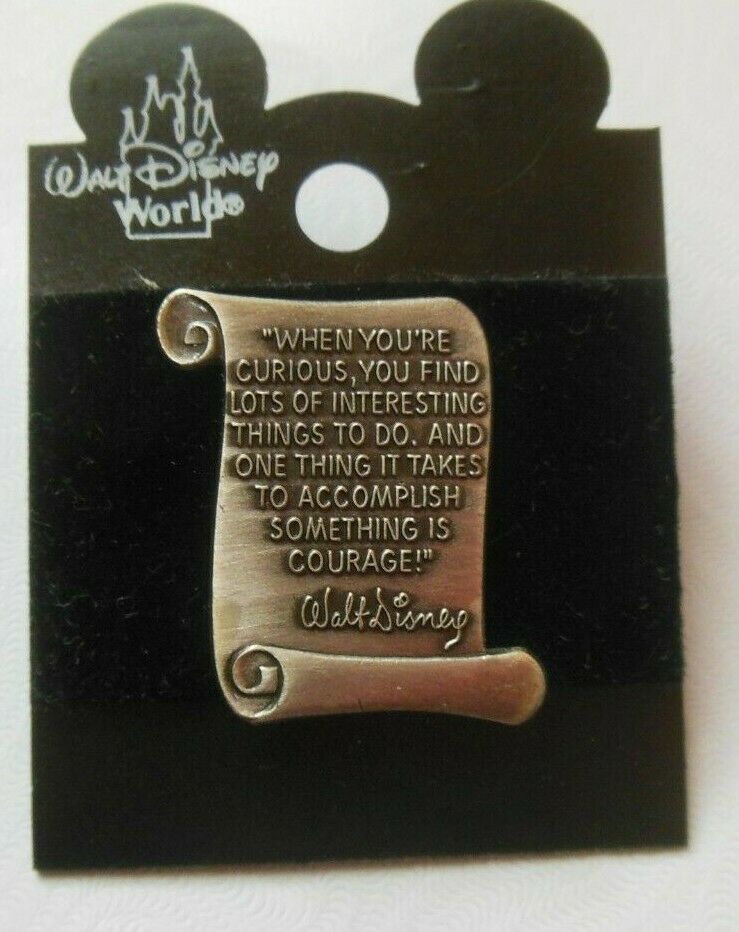 Walt Disney
World®
"WHEN YOU'RE
CURIOUS, YOU FIND
LOTS OF INTERESTING
THINGS TO DO. AND
ONE THING IT TAKES
TO ACCOMPLISH
SOMETHING IS
COURAGE!"
Walt Disney